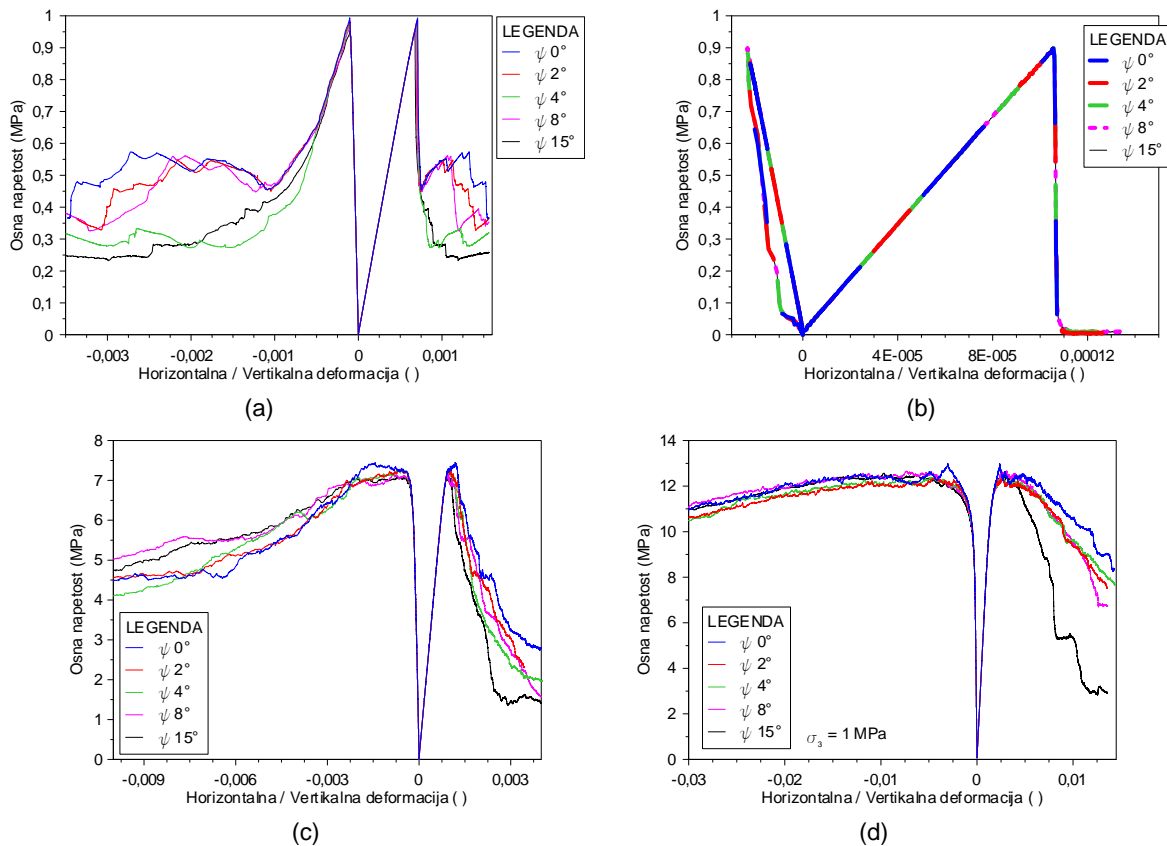 1
0,9
0,8
0,7
0,6
0,5
0,4
0,3
0,2
0,1
0
Osna napetost (MPa)
-0,003 -0,002 -0,001 0 0,001
Horizontalna / Vertikalna deformacija ( )
LEGENDA
ψ 0°
ψ 2°
ψ 4°
ψ 8°
ψ 15°
(a)
1
0,9
0,8
0,7
0,6
0,5
0,4
0,3
0,2
0,1
0
Osna napetost (MPa)
0 4E-005 8E-005 0,00012
Horizontalna / Vertikalna deformacija ( )
LEGENDA
ψ 0°
ψ 2°
ψ 4°
ψ 8°
ψ 15°
(b)
8
7
6
5
4
3
2
1
0
Osna napetost (MPa)
LEGENDA
ψ 0°
ψ 2°
ψ 4°
ψ 8°
ψ 15°
-0,009 -0,006 -0,003 0 0,003
Horizontalna / Vertikalna deformacija ( )
(c)
14
12
10
8
6
4
2
0
Osna napetost (MPa)
LEGENDA
ψ 0°
ψ 2°
ψ 4°
ψ 8°
ψ 15°
σ₃ = 1 MPa
-0,03 -0,02 -0,01 0 0,01
Horizontalna / Vertikalna deformacija ( )
(d)